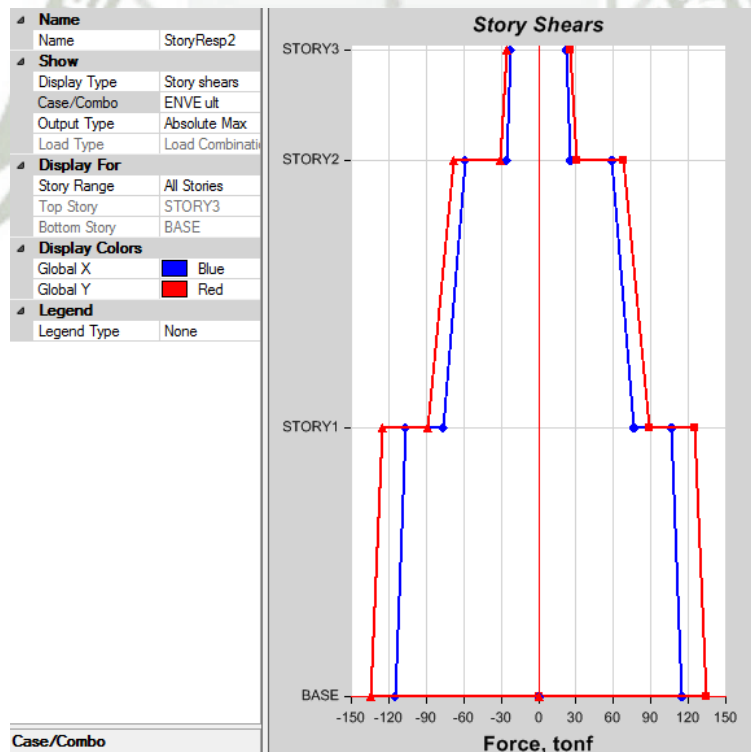 Name
Name StoryResp2
Show
Display Type Story shears
Case/Combo ENVE ult
Output Type Absolute Max
Load Type Load Combinati
Display For
Story Range All Stories
Top Story STORY3
Bottom Story BASE
Display Colors
Global X Blue
Global Y Red
Legend
Legend Type None
Case/Combo
Story Shears
STORY3
STORY2
STORY1
BASE
-150 -120 -90 -60 -30 0 30 60 90 120 150
Force, tonf